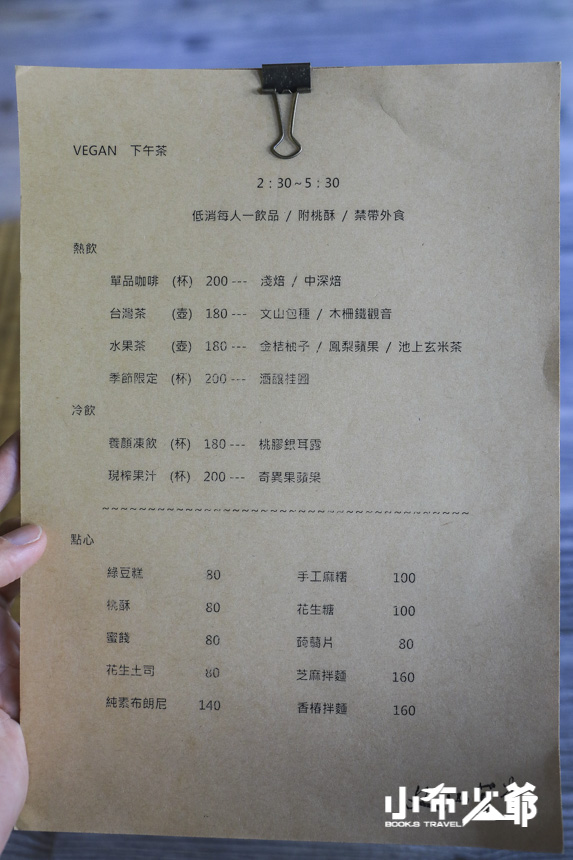 VEGAN 下午茶
2：30~5：30
低消每人一飲品 / 附桃酥 / 禁帶外食
熱飲
單品咖啡 (杯) 200 --- 淺焙 / 中深焙
台灣茶 (壺) 180 --- 文山包種 / 木柵鐵觀音
水果茶 (壺) 180 --- 金桔柚子 / 鳳梨蘋果 / 池上玄米茶
季節限定 (杯) 200 --- 酒釀桂圓
冷飲
養顏凍飲 (杯) 180 --- 桃膠銀耳露
現榨果汁 (杯) 200 --- 奇異果蘋樂
~~~~~~~~~~~~~~~~~~~~~~~~~~~~~~~~~~~~~~~~
點心
綠豆糕 80 手工麻糬 100
桃酥 80 花生糖 100
蜜餞 80 蒟蒻片 80
花生土司 80 芝麻拌麵 160
純素布朗尼 140 香椿拌麵 160
小布少爺
BOOK.S TRAVEL